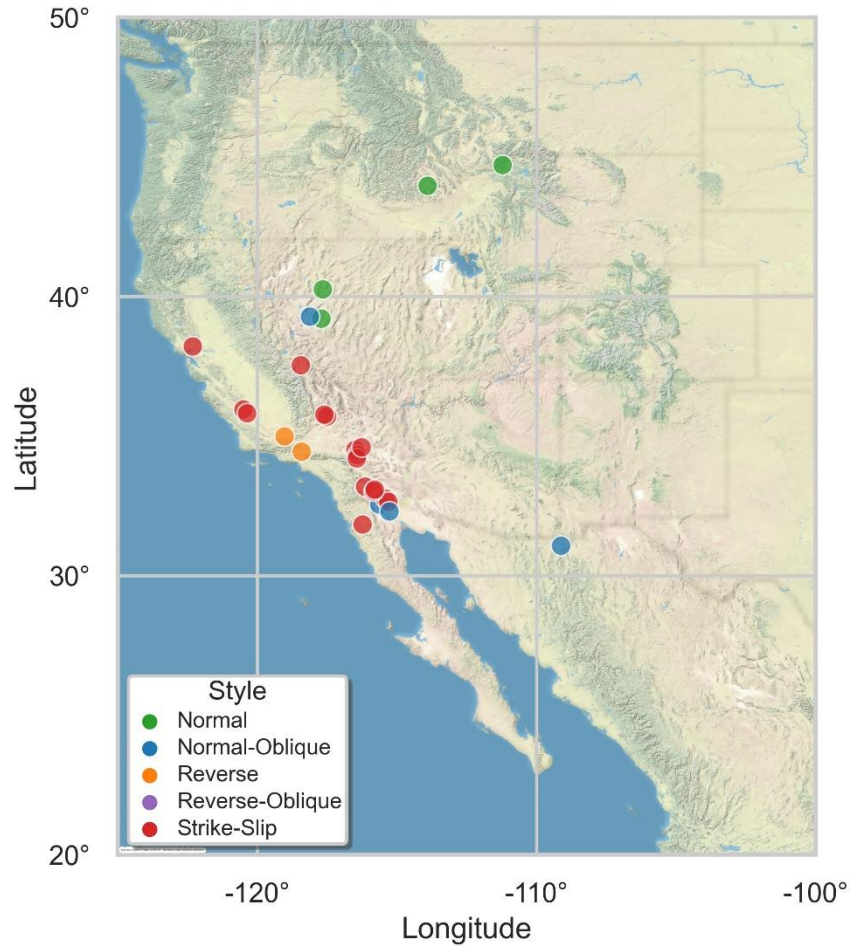 50°
40°
30°
20°
Latitude
Style
Normal
Normal-Oblique
Reverse
Reverse-Oblique
Strike-Slip
-120°
-110°
-100°
Longitude